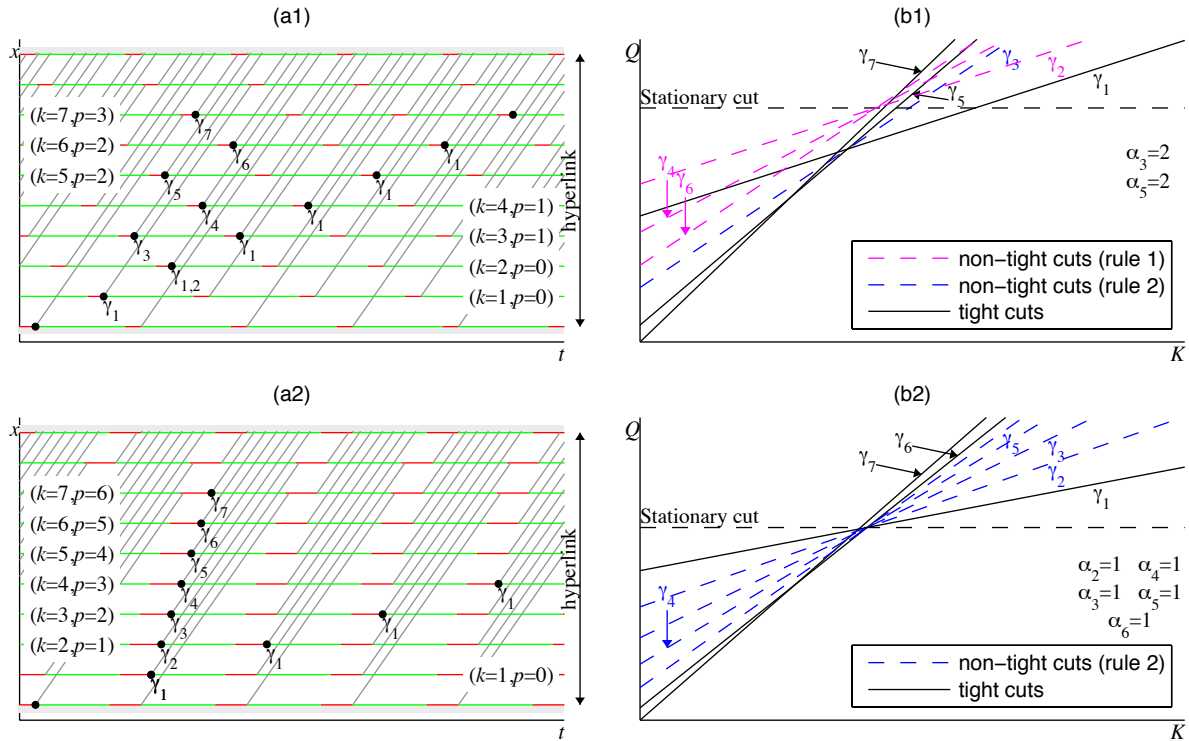 (a1)
x
(k=7,p=3)
(k=6,p=2)
(k=5,p=2)
(k=4,p=1)
(k=3,p=1)
(k=2,p=0)
(k=1,p=0)
γ7
γ6
γ1
γ5
γ1
γ4
γ1
γ3
γ1
γ1,2
γ1
hyperlink
t
(b1)
Q
γ7
γ5
γ3
γ2
γ1
Stationary cut
γ4
γ6
α3=2
α5=2
non−tight cuts (rule 1)
non−tight cuts (rule 2)
tight cuts
K
(a2)
x
(k=7,p=6)
(k=6,p=5)
(k=5,p=4)
(k=4,p=3)
(k=3,p=2)
(k=2,p=1)
(k=1,p=0)
γ7
γ6
γ5
γ4
γ1
γ3
γ1
γ2
γ1
γ1
hyperlink
t
(b2)
Q
γ7
γ6
γ5
γ3
γ2
γ1
Stationary cut
γ4
α2=1 α4=1
α3=1 α5=1
α6=1
non−tight cuts (rule 2)
tight cuts
K